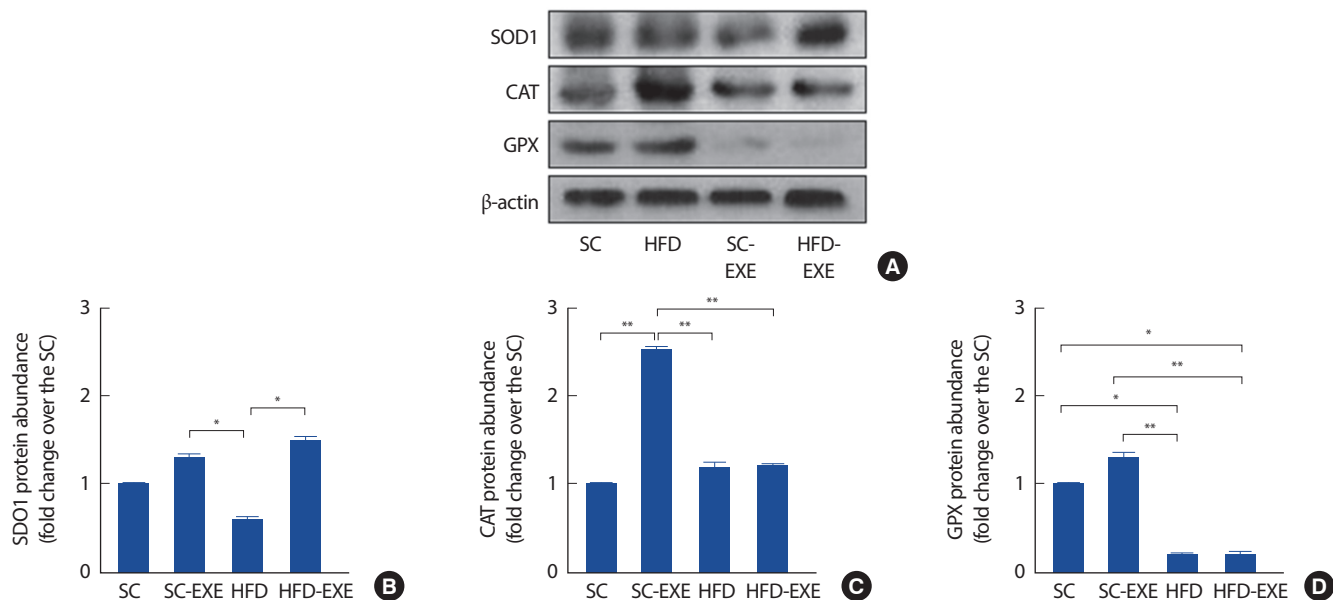 SOD1
CAT
GPX
β-actin
SC HFD SC-EXE HFD-EXE
A
SDO1 protein abundance
(fold change over the SC)
3
2
1
0
*
*
SC SC-EXE HFD HFD-EXE
B
CAT protein abundance
(fold change over the SC)
3
2
1
0
**
**
**
SC SC-EXE HFD HFD-EXE
C
GPX protein abundance
(fold change over the SC)
3
2
1
0
*
**
*
**
SC SC-EXE HFD HFD-EXE
D